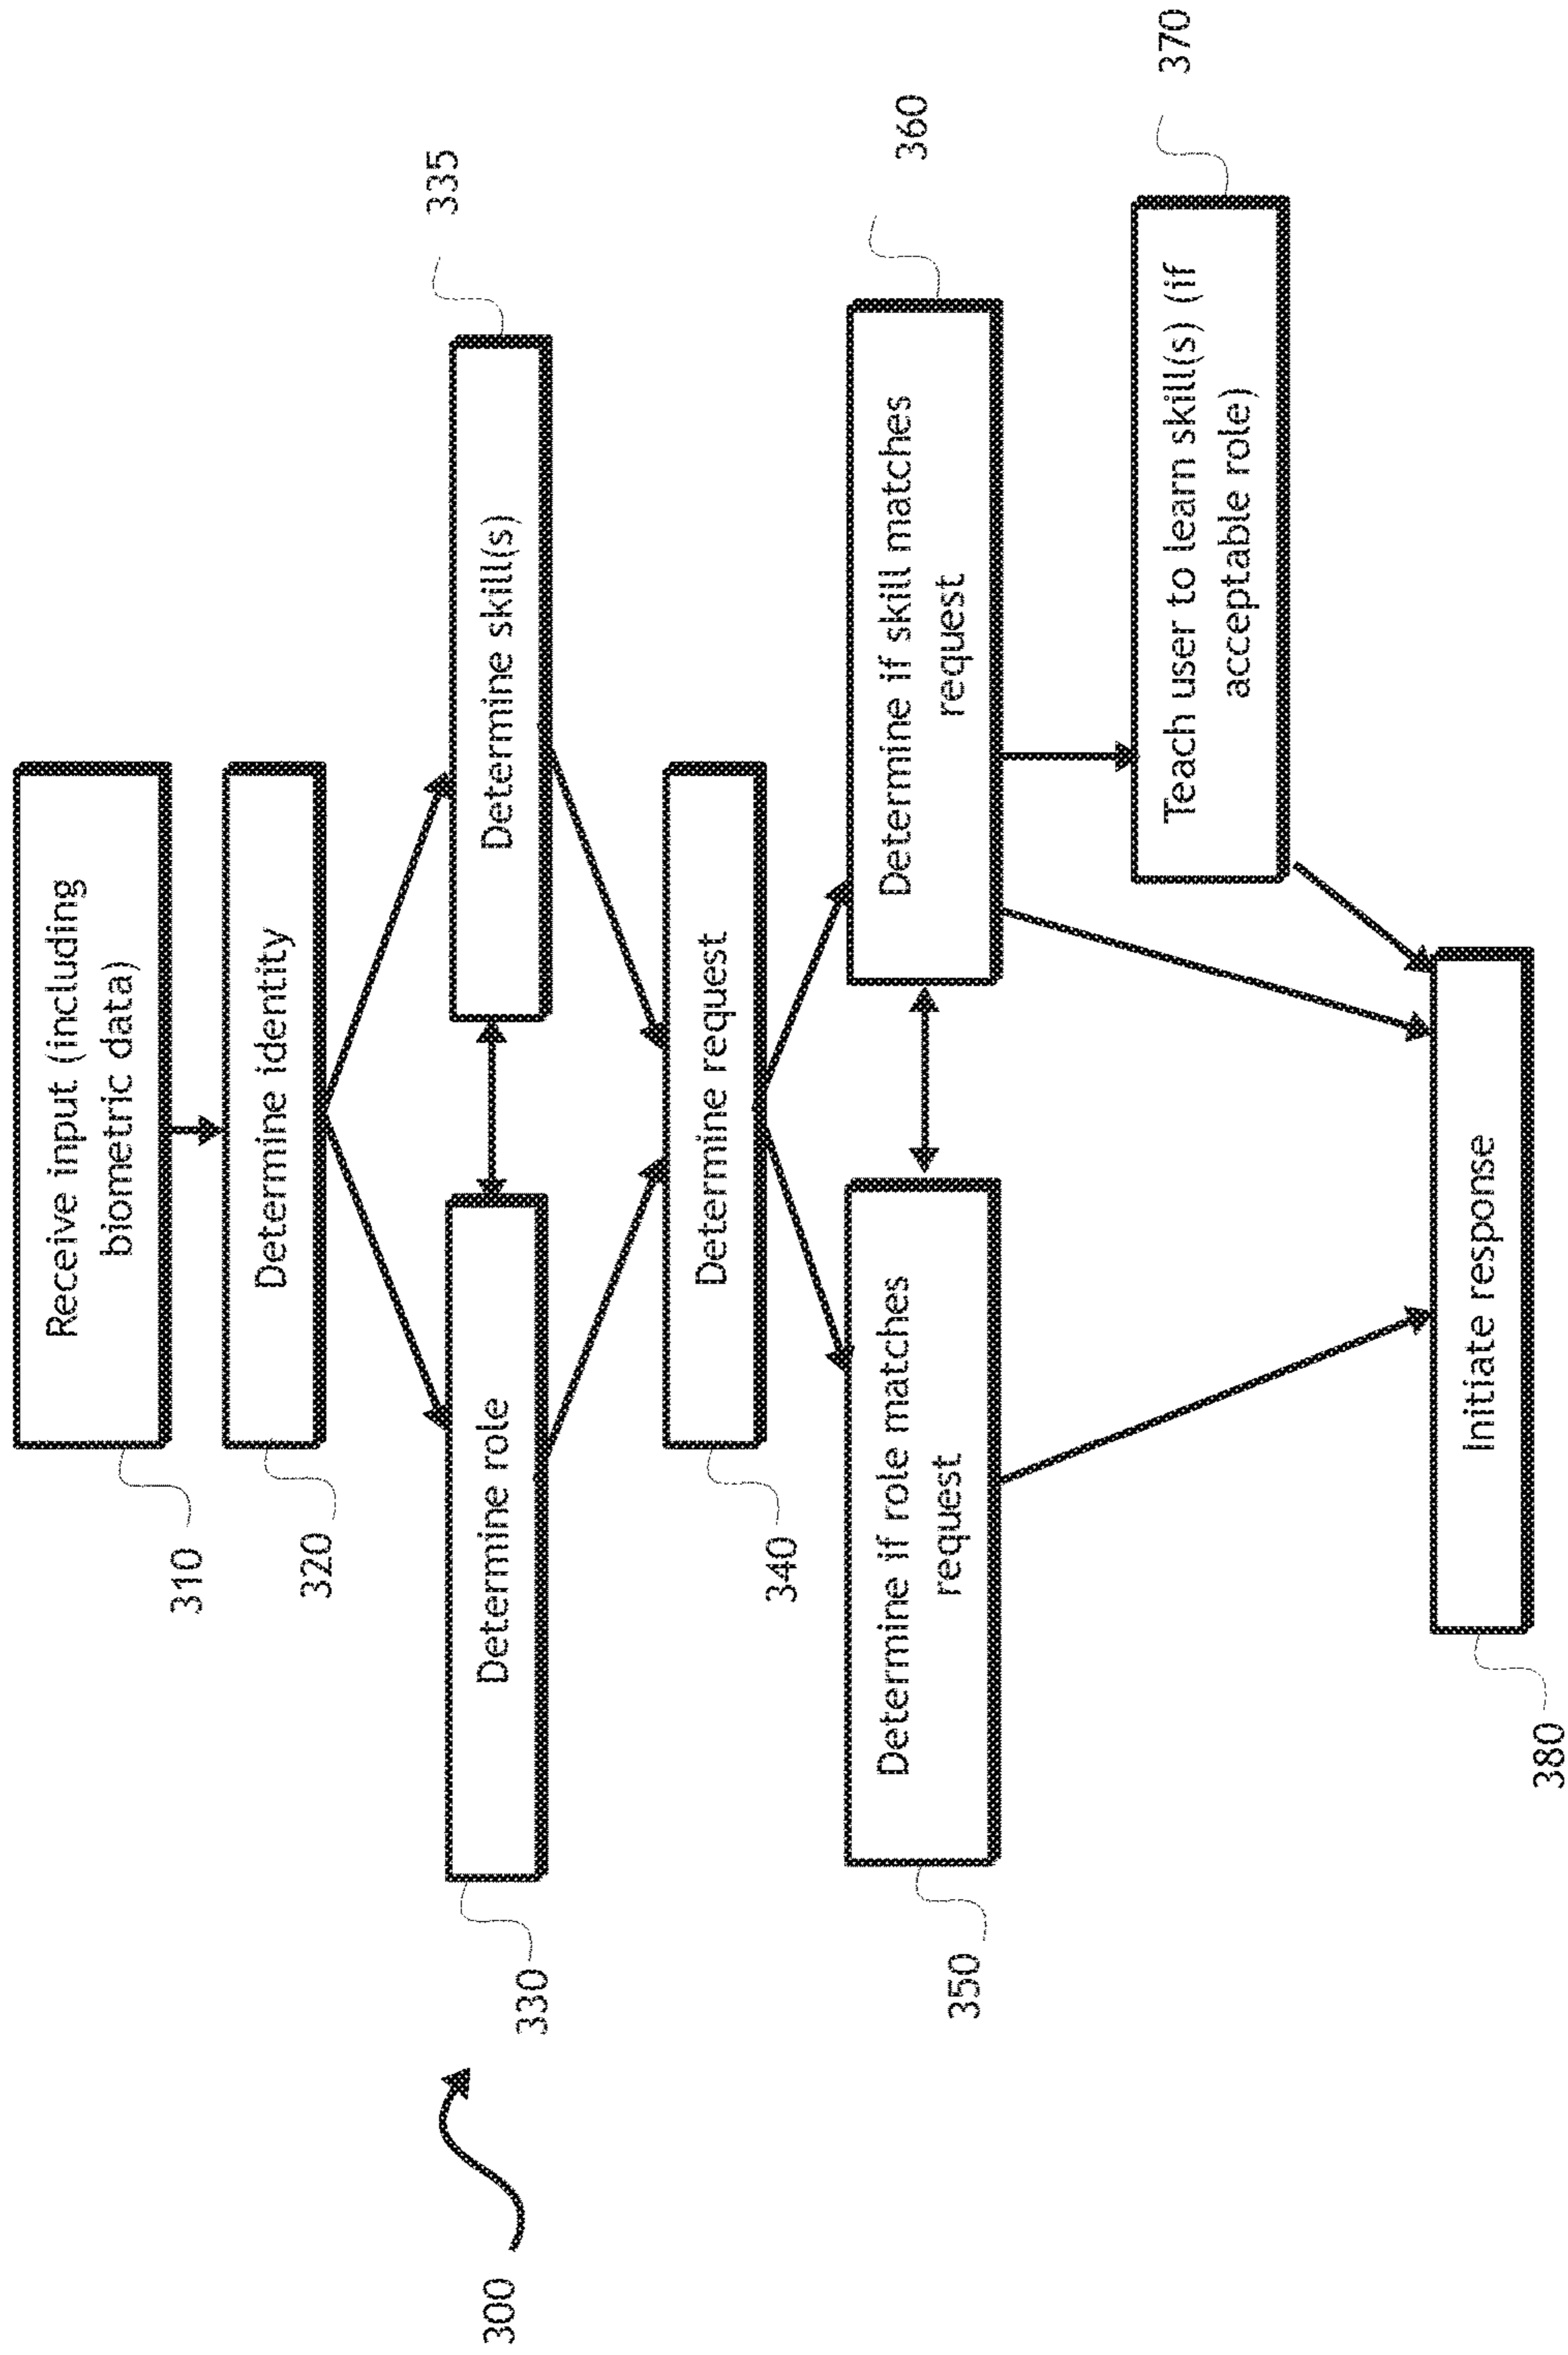 300
310
Receive input (including
biometric data)
320
Determine identity
330
Determine role
Determine skill(s)
335
340
Determine request
350
Determine if role matches
request
Determine if skill matches
request
360
Teach user to learn skill(s) (if
acceptable role)
370
380
Initiate response